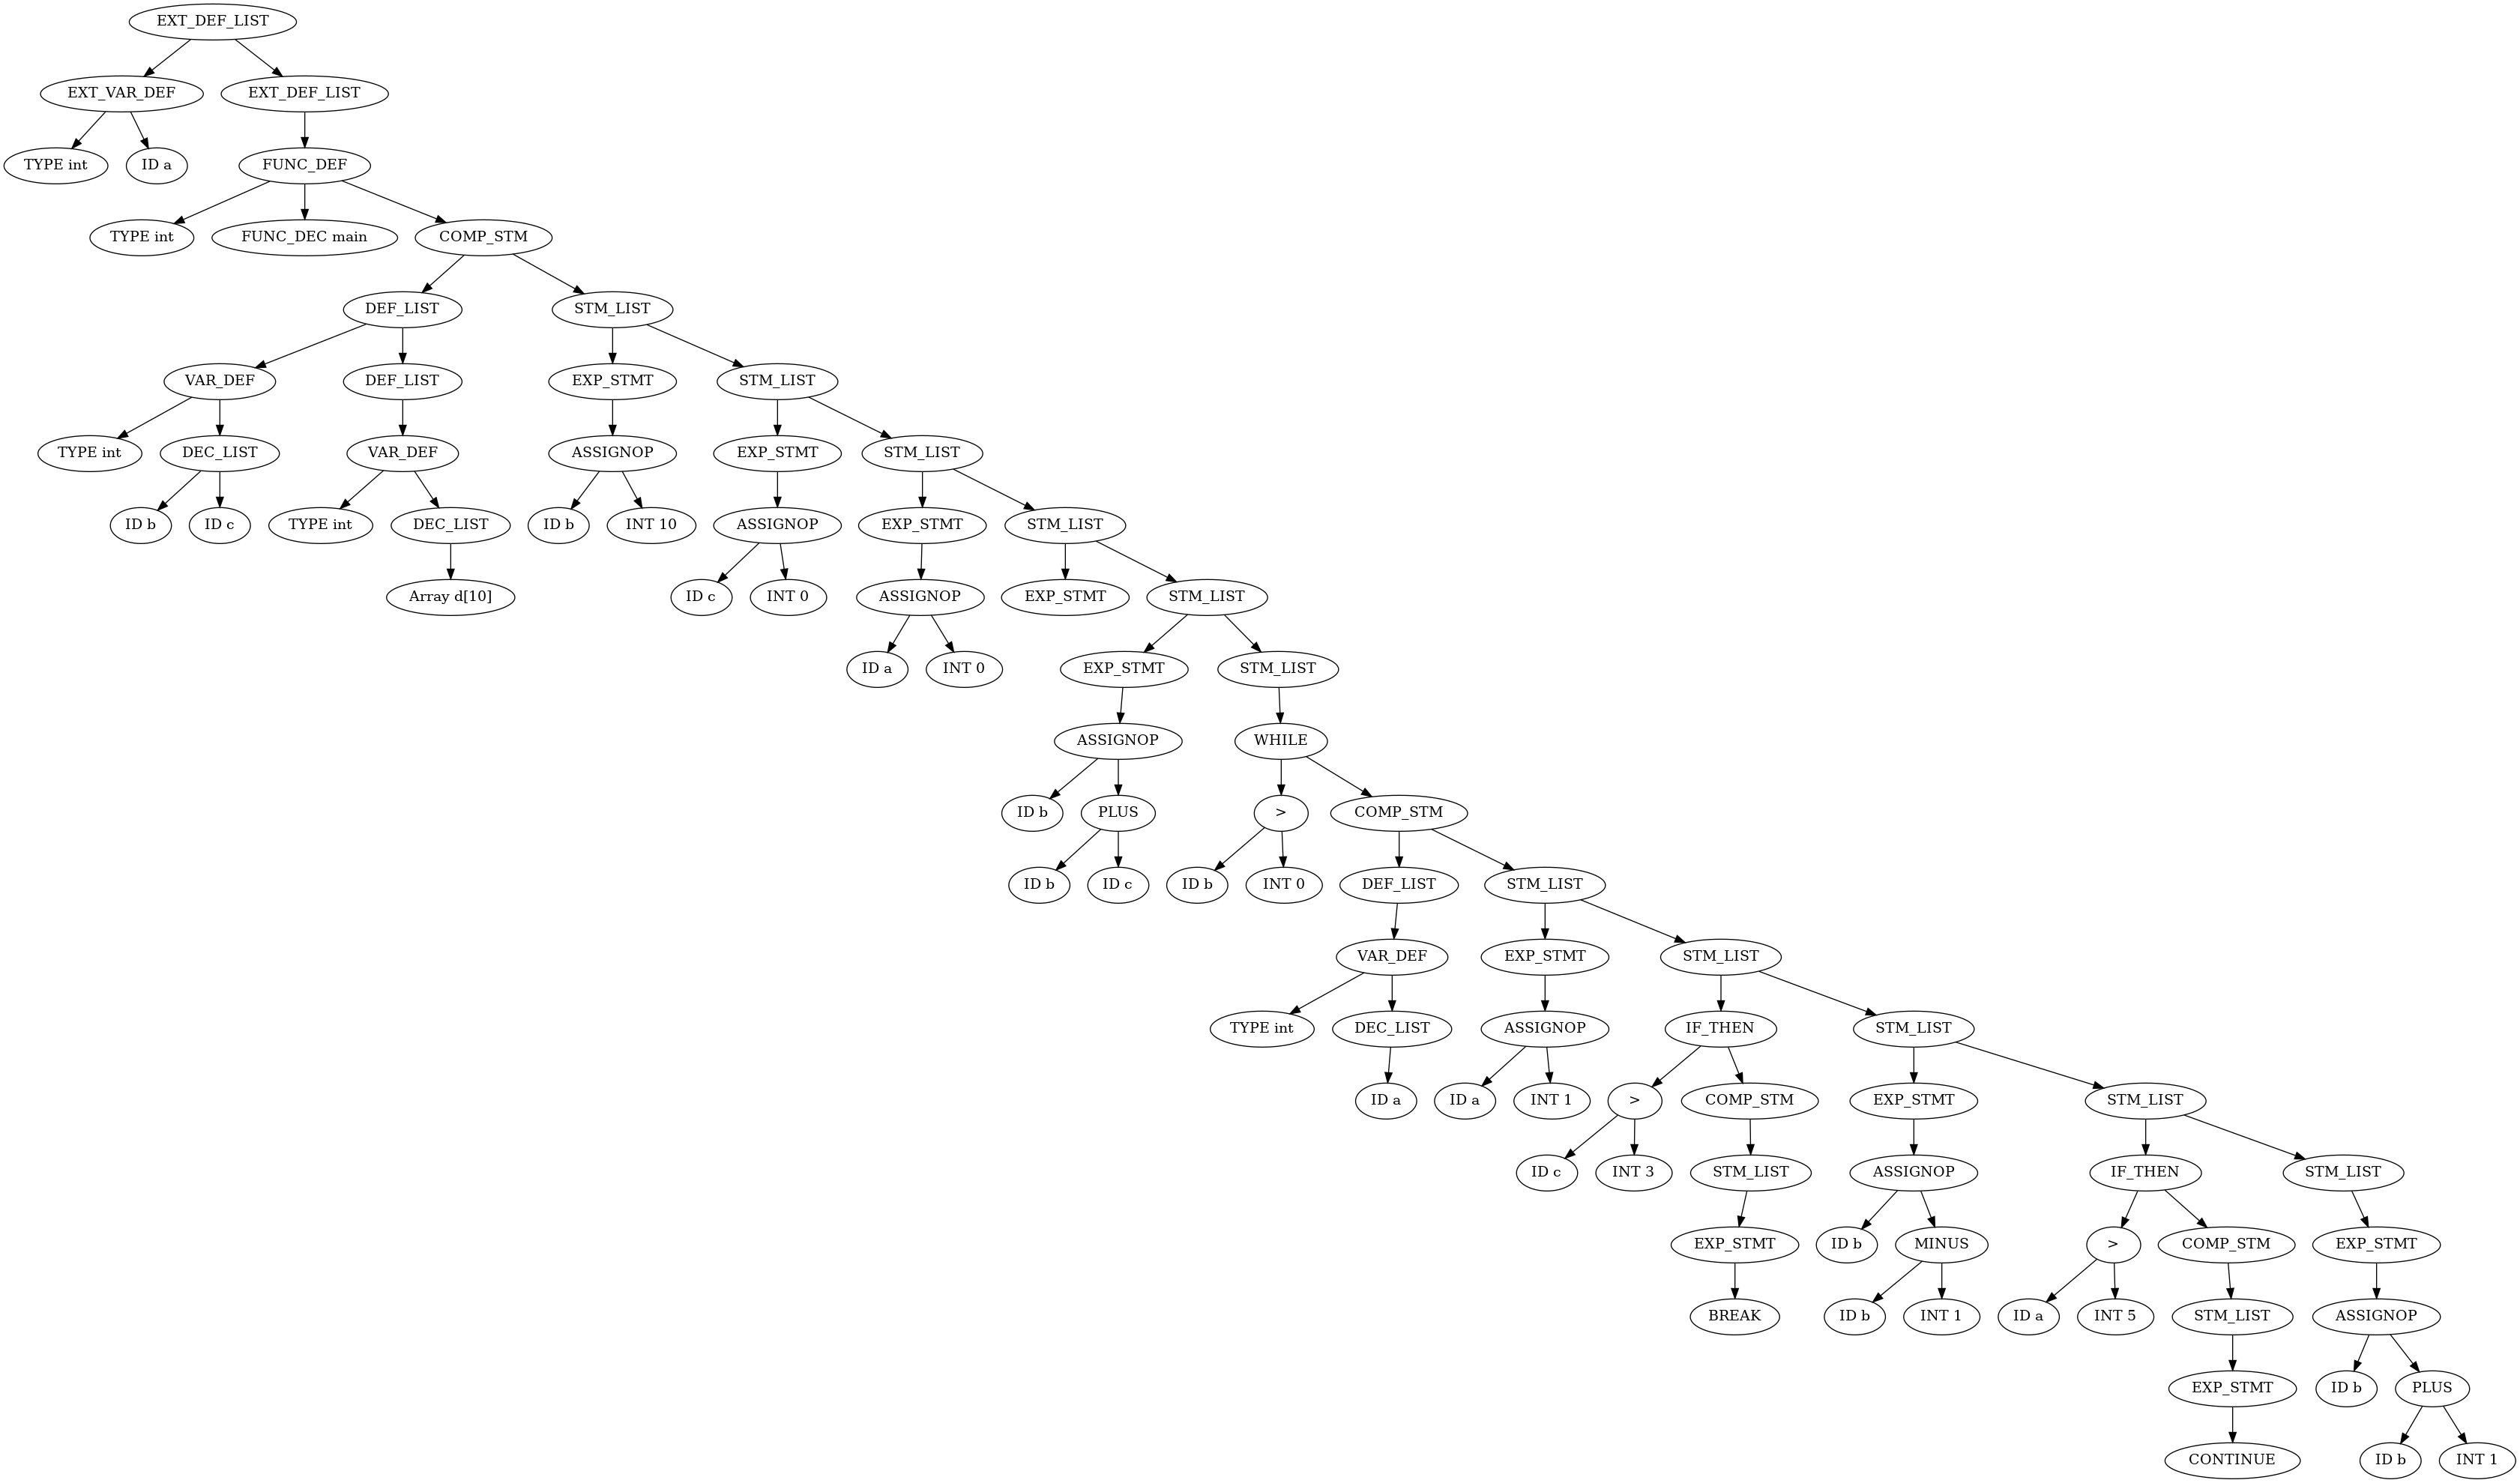 EXT_DEF_LIST
EXT_VAR_DEF
EXT_DEF_LIST
TYPE int
ID a
FUNC_DEF
TYPE int
FUNC_DEC main
COMP_STM
DEF_LIST
STM_LIST
VAR_DEF
DEF_LIST
EXP_STMT
STM_LIST
TYPE int
DEC_LIST
VAR_DEF
ASSIGNOP
EXP_STMT
STM_LIST
ID b
ID c
TYPE int
DEC_LIST
ID b
INT 10
ASSIGNOP
EXP_STMT
STM_LIST
Array d[10]
ID c
INT 0
ASSIGNOP
EXP_STMT
STM_LIST
ID a
INT 0
EXP_STMT
STM_LIST
ASSIGNOP
WHILE
ID b
PLUS
>
COMP_STM
ID b
ID c
ID b
INT 0
DEF_LIST
STM_LIST
VAR_DEF
EXP_STMT
STM_LIST
TYPE int
DEC_LIST
ASSIGNOP
IF_THEN
STM_LIST
ID a
ID a
INT 1
>
COMP_STM
EXP_STMT
STM_LIST
ID c
INT 3
STM_LIST
ASSIGNOP
IF_THEN
STM_LIST
EXP_STMT
ID b
MINUS
>
COMP_STM
EXP_STMT
BREAK
ID b
INT 1
ID a
INT 5
STM_LIST
ASSIGNOP
EXP_STMT
ID b
PLUS
CONTINUE
ID b
INT 1